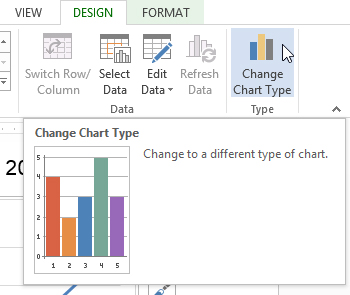 VIEW DESIGN FORMAT
Switch Row/ Select Edit Refresh Change
Column Data Data Data Chart Type
Data Type
Change Chart Type
20
Change to a different type of chart.
5
4
3
2
1
0
1 2 3 4 5